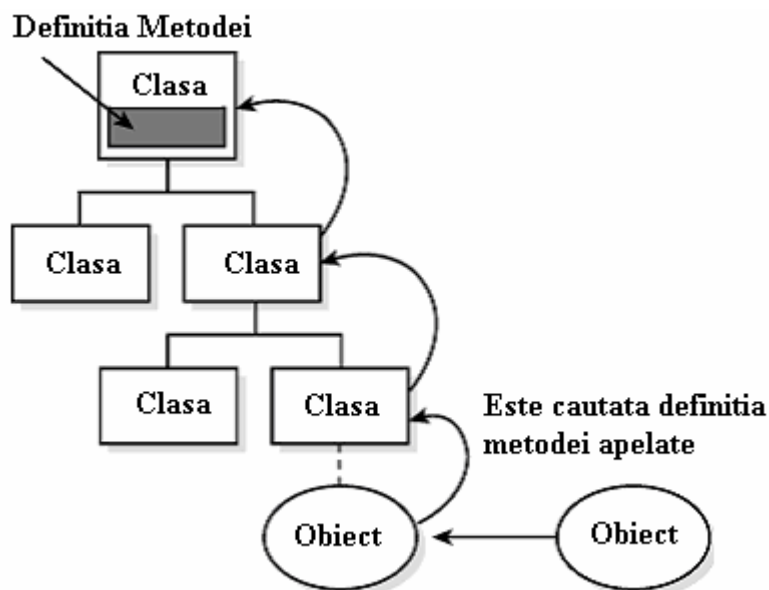 Definitia Metodei
Clasa
Clasa
Clasa
Clasa
Clasa
Este cautata definitia
metodei apelate
Obiect
Obiect